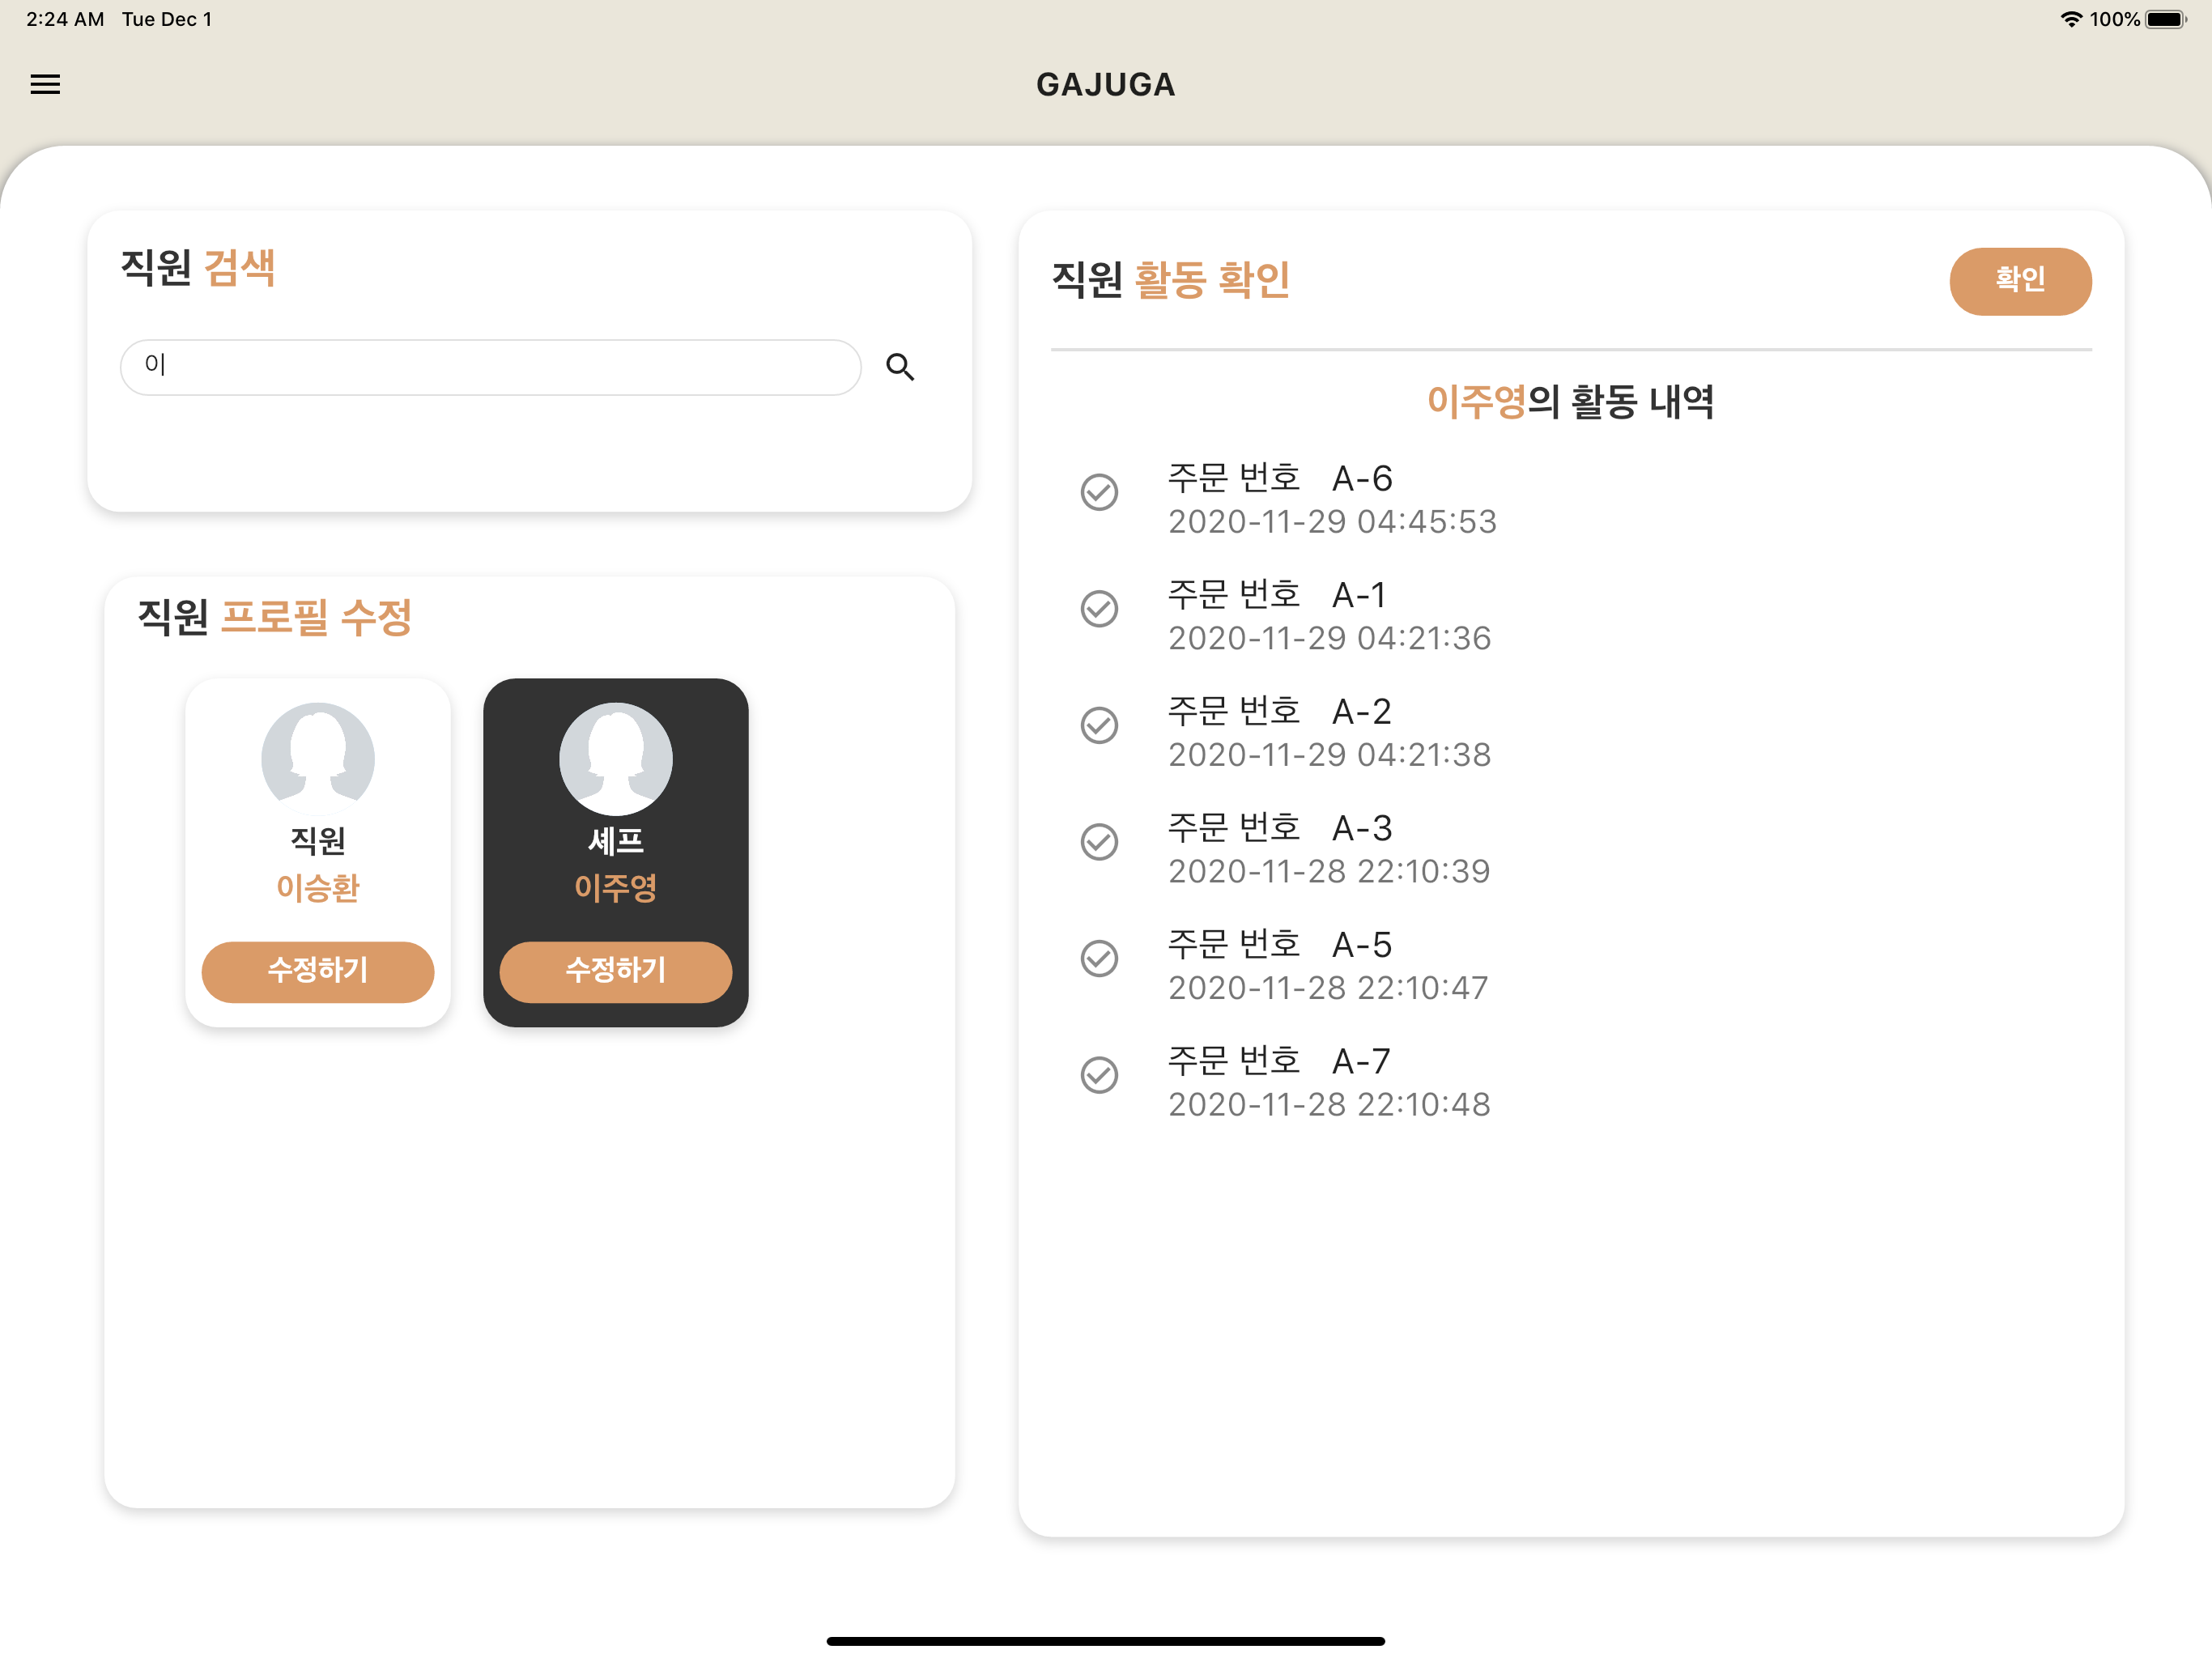 2:24 AM Tue Dec 1
100%
GAJUGA
직원 검색
이
직원 프로필 수정
직원
이승환
수정하기
셰프
이주영
수정하기
직원 활동 확인
확인
이주영의 활동 내역
주문 번호 A-6
2020-11-29 04:45:53
주문 번호 A-1
2020-11-29 04:21:36
주문 번호 A-2
2020-11-29 04:21:38
주문 번호 A-3
2020-11-28 22:10:39
주문 번호 A-5
2020-11-28 22:10:47
주문 번호 A-7
2020-11-28 22:10:48